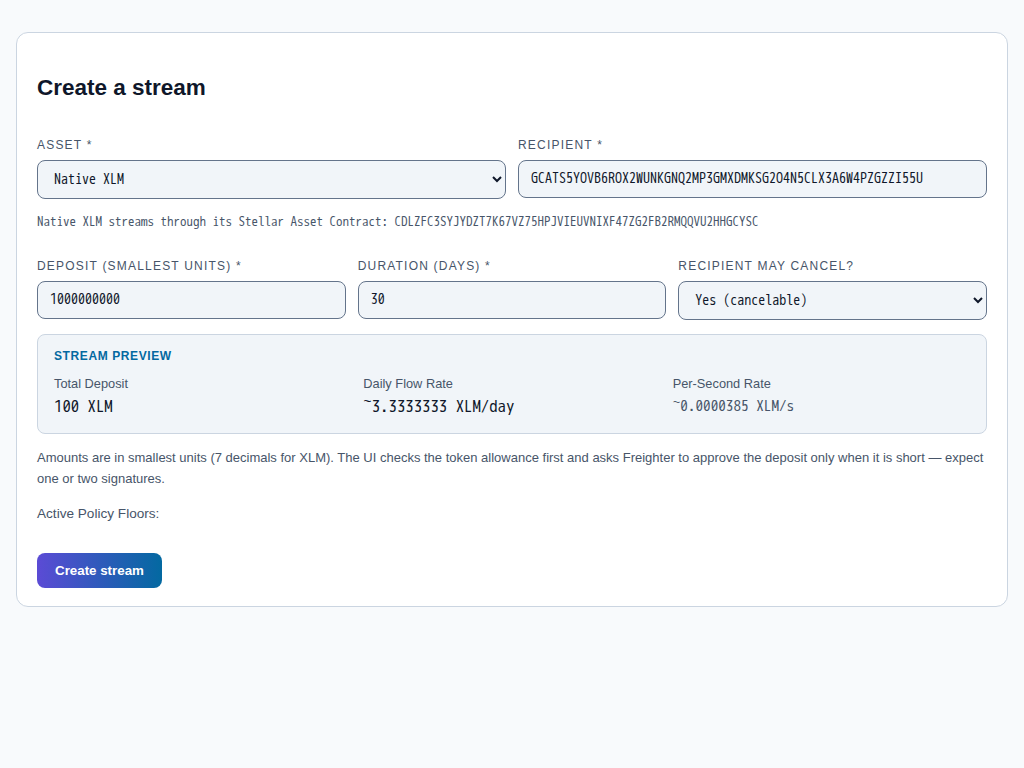 Create a stream
ASSET *
RECIPIENT *
Native XLM
GCATS5YOVB6ROX2WUNKGNQ2MP3GMXDMKSG2O4N5CLX3A6W4PZGZZI55U
Native XLM streams through its Stellar Asset Contract: CDLZFC3SYJYDZT7K67VZ75HPJVIEUVNIXF47ZG2FB2RMQQVU2HHGCYSC
DEPOSIT (SMALLEST UNITS) *
DURATION (DAYS) *
RECIPIENT MAY CANCEL?
1000000000
30
Yes (cancelable)
STREAM PREVIEW
Total Deposit
Daily Flow Rate
Per-Second Rate
100 XLM
~3.3333333 XLM/day
~0.0000385 XLM/s
Amounts are in smallest units (7 decimals for XLM). The UI checks the token allowance first and asks Freighter to approve the deposit only when it is short — expect
one or two signatures.
Active Policy Floors:
Create stream